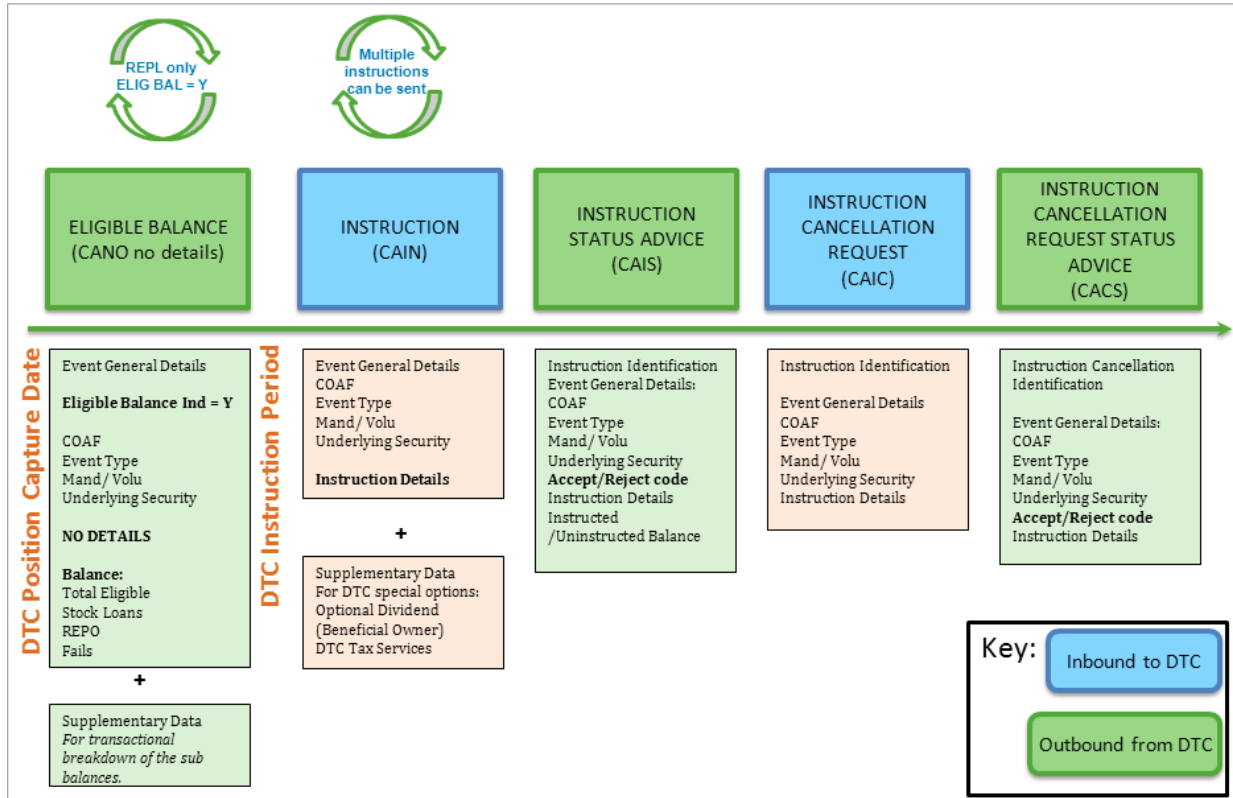 REPL only
ELIG BAL = Y
Multiple
instructions
can be sent
ELIGIBLE BALANCE
(CANO no details)
INSTRUCTION
(CAIN)
INSTRUCTION
STATUS ADVICE
(CAIS)
INSTRUCTION
CANCELLATION
REQUEST
(CAIC)
INSTRUCTION
CANCELLATION
REQUEST STATUS
ADVICE
(CACS)
DTC Position Capture Date
Event General Details
Eligible Balance Ind = Y
COAF
Event Type
Mand/ Volu
Underlying Security
NO DETAILS
Balance:
Total Eligible
Stock Loans
REPO
Fails
+
Supplementary Data
For transactional
breakdown of the sub
balances.
DTC Instruction Period
Event General Details
COAF
Event Type
Mand/ Volu
Underlying Security
Instruction Details
+
Supplementary Data
For DTC special options:
Optional Dividend
(Beneficial Owner)
DTC Tax Services
Instruction Identification
Event General Details:
COAF
Event Type
Mand/ Volu
Underlying Security
Accept/Reject code
Instruction Details
Instructed
/Uninstructed Balance
Instruction Identification
Event General Details
COAF
Event Type
Mand/ Volu
Underlying Security
Instruction Details
Instruction Cancellation
Identification
Event General Details:
COAF
Event Type
Mand/ Volu
Underlying Security
Accept/Reject code
Instruction Details
Key:
Inbound to DTC
Outbound from DTC